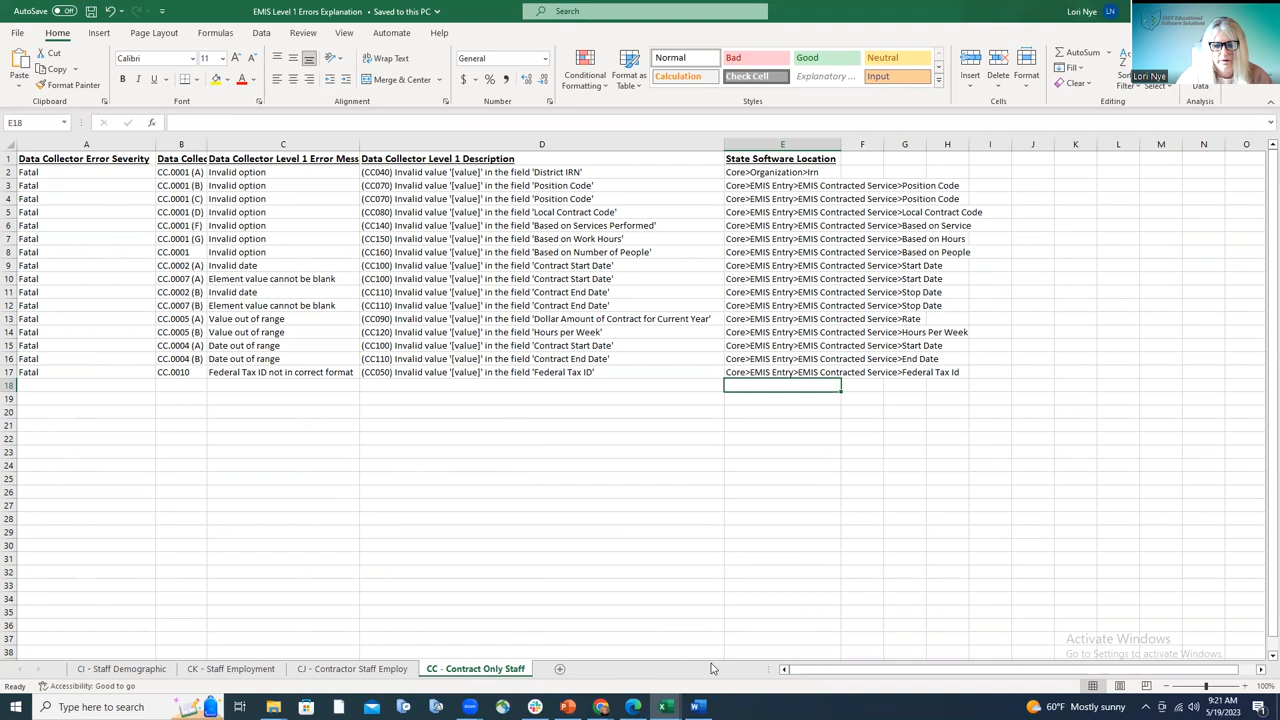 AutoSave Off EMIS Level 1 Errors Explanation • Saved to this PC Search Lori Nye LN
File Home Insert Page Layout Formulas Data Review View Automate Help
Paste Cut Copy Format Painter Clipboard
Calibri 11 B I U A Font
Wrap Text Merge & Center Alignment
General $ % Number
Conditional Formatting Format as Table
Normal Bad Good Neutral
Calculation Check Cell Explanatory ... Input
Styles
Insert Delete Format Cells
AutoSum Fill Clear Editing
Analysis
Lori Nye
E18 fx
A B C D E F G H I J K L M N O
1 Data Collector Error Severity Data Collec Data Collector Level 1 Error Mess Data Collector Level 1 Description State Software Location
2 Fatal CC.0001 (A) Invalid option (CC040) Invalid value '[value]' in the field 'District IRN' Core>Organization>Irn
3 Fatal CC.0001 (B) Invalid option (CC070) Invalid value '[value]' in the field 'Position Code' Core>EMIS Entry>EMIS Contracted Service>Position Code
4 Fatal CC.0001 (C) Invalid option (CC070) Invalid value '[value]' in the field 'Position Code' Core>EMIS Entry>EMIS Contracted Service>Position Code
5 Fatal CC.0001 (D) Invalid option (CC080) Invalid value '[value]' in the field 'Local Contract Code' Core>EMIS Entry>EMIS Contracted Service>Local Contract Code
6 Fatal CC.0001 (F) Invalid option (CC140) Invalid value '[value]' in the field 'Based on Services Performed' Core>EMIS Entry>EMIS Contracted Service>Based on Service
7 Fatal CC.0001 (G) Invalid option (CC150) Invalid value '[value]' in the field 'Based on Work Hours' Core>EMIS Entry>EMIS Contracted Service>Based on Hours
8 Fatal CC.0001 Invalid option (CC160) Invalid value '[value]' in the field 'Based on Number of People' Core>EMIS Entry>EMIS Contracted Service>Based on People
9 Fatal CC.0002 (A) Invalid date (CC100) Invalid value '[value]' in the field 'Contract Start Date' Core>EMIS Entry>EMIS Contracted Service>Start Date
10 Fatal CC.0007 (A) Element value cannot be blank (CC100) Invalid value '[value]' in the field 'Contract Start Date' Core>EMIS Entry>EMIS Contracted Service>Start Date
11 Fatal CC.0002 (B) Invalid date (CC110) Invalid value '[value]' in the field 'Contract End Date' Core>EMIS Entry>EMIS Contracted Service>Stop Date
12 Fatal CC.0007 (B) Element value cannot be blank (CC110) Invalid value '[value]' in the field 'Contract End Date' Core>EMIS Entry>EMIS Contracted Service>Stop Date
13 Fatal CC.0005 (A) Value out of range (CC090) Invalid value '[value]' in the field 'Dollar Amount of Contract for Current Year' Core>EMIS Entry>EMIS Contracted Service>Rate
14 Fatal CC.0005 (B) Value out of range (CC120) Invalid value '[value]' in the field 'Hours per Week' Core>EMIS Entry>EMIS Contracted Service>Hours Per Week
15 Fatal CC.0004 (A) Date out of range (CC100) Invalid value '[value]' in the field 'Contract Start Date' Core>EMIS Entry>EMIS Contracted Service>Start Date
16 Fatal CC.0004 (B) Date out of range (CC110) Invalid value '[value]' in the field 'Contract End Date' Core>EMIS Entry>EMIS Contracted Service>End Date
17 Fatal CC.0010 Federal Tax ID not in correct format (CC050) Invalid value '[value]' in the field 'Federal Tax ID' Core>EMIS Entry>EMIS Contracted Service>Federal Tax Id
18
19
20
21
22
23
24
25
26
27
28
29
30
31
32
33
34
35
36
37
38
Activate Windows
Go to Settings to activate Windows.
CI - Staff Demographic CK - Staff Employment CJ - Contractor Staff Employ CC - Contract Only Staff
Ready Accessibility: Good to go 100%
Type here to search 60°F Mostly sunny 9:21 AM
5/19/2023